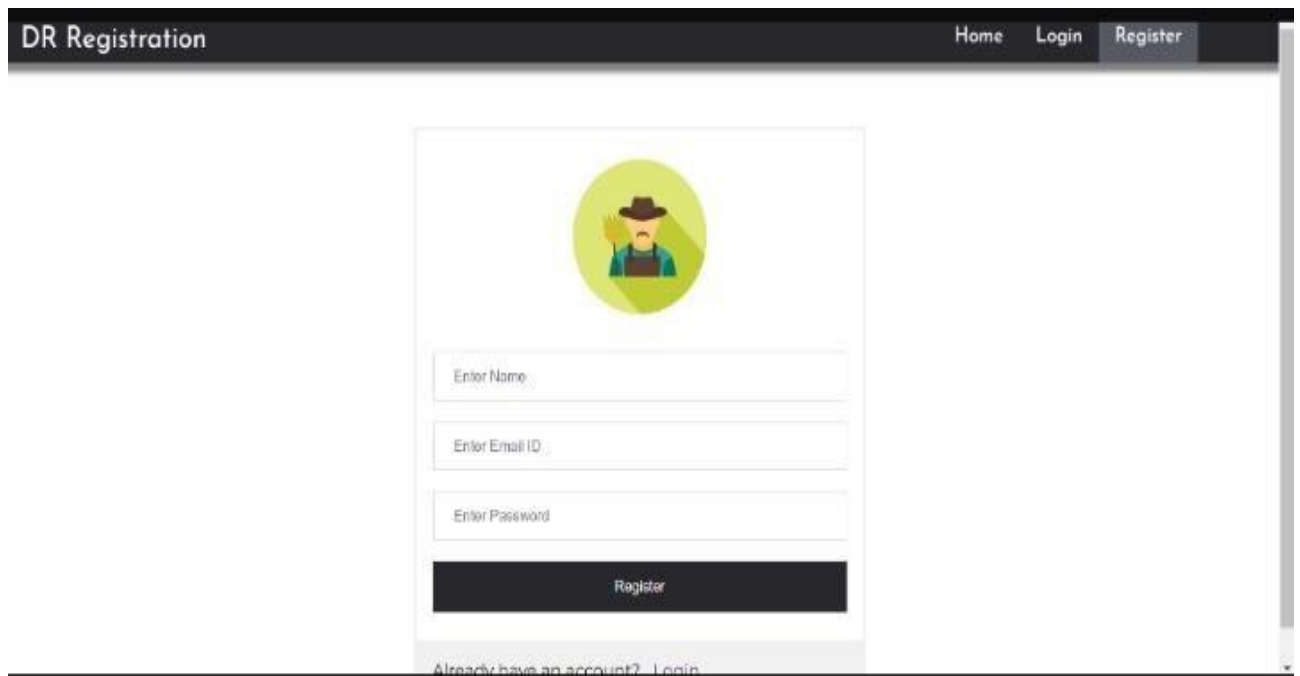 DR Registration Home Login Register
Enter Name
Enter Email ID
Enter Password
Register
Already have an account? Login